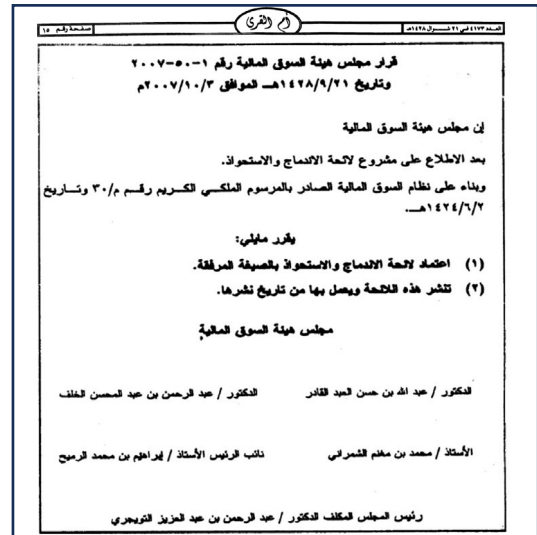 العدد ٤١٧٣ في ٢١ شوال ١٤٢٨هـ
أم القرى
صفحة رقم ١٥
قرار مجلس هيئة السوق المالية رقم ١-٥٠-٢٠٠٧
وتاريخ ١٤٢٨/٩/٢١هـ الموافق ٢٠٠٧/١٠/٣م
إن مجلس هيئة السوق المالية
بعد الاطلاع على مشروع لائحة الاندماج والاستحواذ.
وبناء على نظام السوق المالية الصادر بالمرسوم الملكي الكريم رقم م/٣٠ وتاريخ
١٤٢٤/٦/٢هـ.
يقرر مايلي:
(١) اعتماد لائحة الاندماج والاستحواذ بالصيغة المرفقة.
(٢) تنشر هذه اللائحة ويعمل بها من تاريخ نشرها.
مجلس هيئة السوق المالية
الدكتور / عبد الله بن حسن العبد القادر
الدكتور / عبد الرحمن بن عبد المحسن الخلف
الأستاذ / محمد بن مغنم الشمراني
نائب الرئيس الأستاذ / إبراهيم بن محمد الرميح
رئيس المجلس المكلف الدكتور / عبد الرحمن بن عبد العزيز التويجري